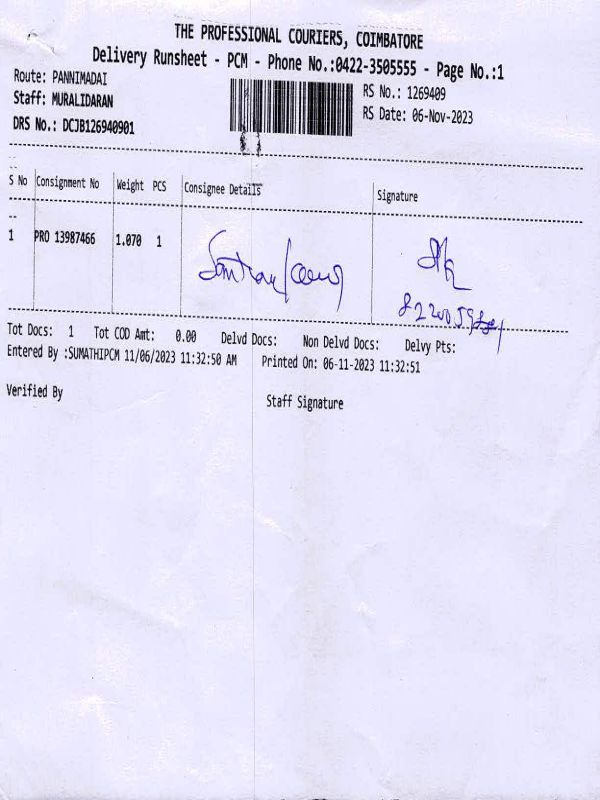 THE PROFESSIONAL COURIERS, COIMBATORE
Delivery Runsheet - PCM - Phone No.:0422-3505555 - Page No.:1
Route: PANNIMADAI
Staff: MURALIDARAN
DRS No.: DCJB126940901
RS No.: 1269409
RS Date: 06-Nov-2023
S No Consignment No Weight PCS Consignee Details Signature
1 PRO 13987466 1.070 1
Tot Docs: 1 Tot COD Amt: 0.00 Delvd Docs: Non Delvd Docs: Delvy Pts:
Entered By :SUMATHIPCM 11/06/2023 11:32:50 AM Printed On: 06-11-2023 11:32:51
Verified By Staff Signature